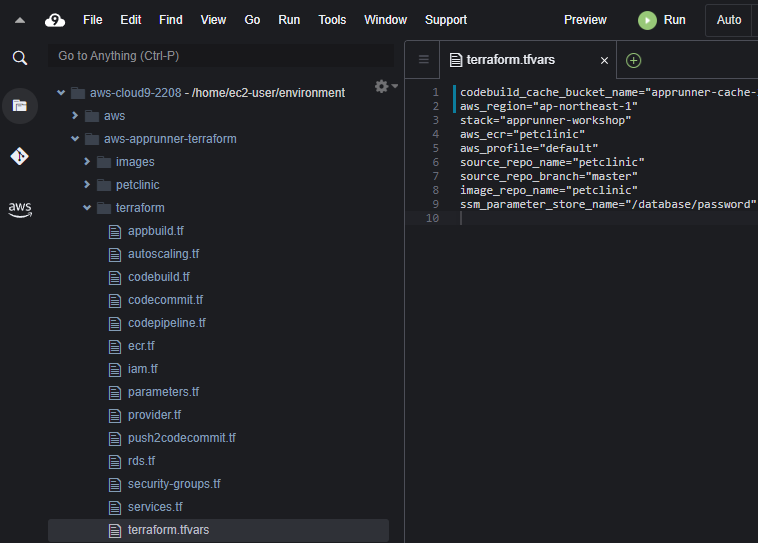 9 File Edit Find View Go Run Tools Window Support Preview Run Auto
Go to Anything (Ctrl-P)
aws-cloud9-2208 - /home/ec2-user/environment
aws
aws-apprunner-terraform
images
petclinic
terraform
appbuild.tf
autoscaling.tf
codebuild.tf
codecommit.tf
codepipeline.tf
ecr.tf
iam.tf
parameters.tf
provider.tf
push2codecommit.tf
rds.tf
security-groups.tf
services.tf
terraform.tfvars
aws
terraform.tfvars
1 codebuild_cache_bucket_name="apprunner-cache-
2 aws_region="ap-northeast-1"
3 stack="apprunner-workshop"
4 aws_ecr="petclinic"
5 aws_profile="default"
6 source_repo_name="petclinic"
7 source_repo_branch="master"
8 image_repo_name="petclinic"
9 ssm_parameter_store_name="/database/password"
10